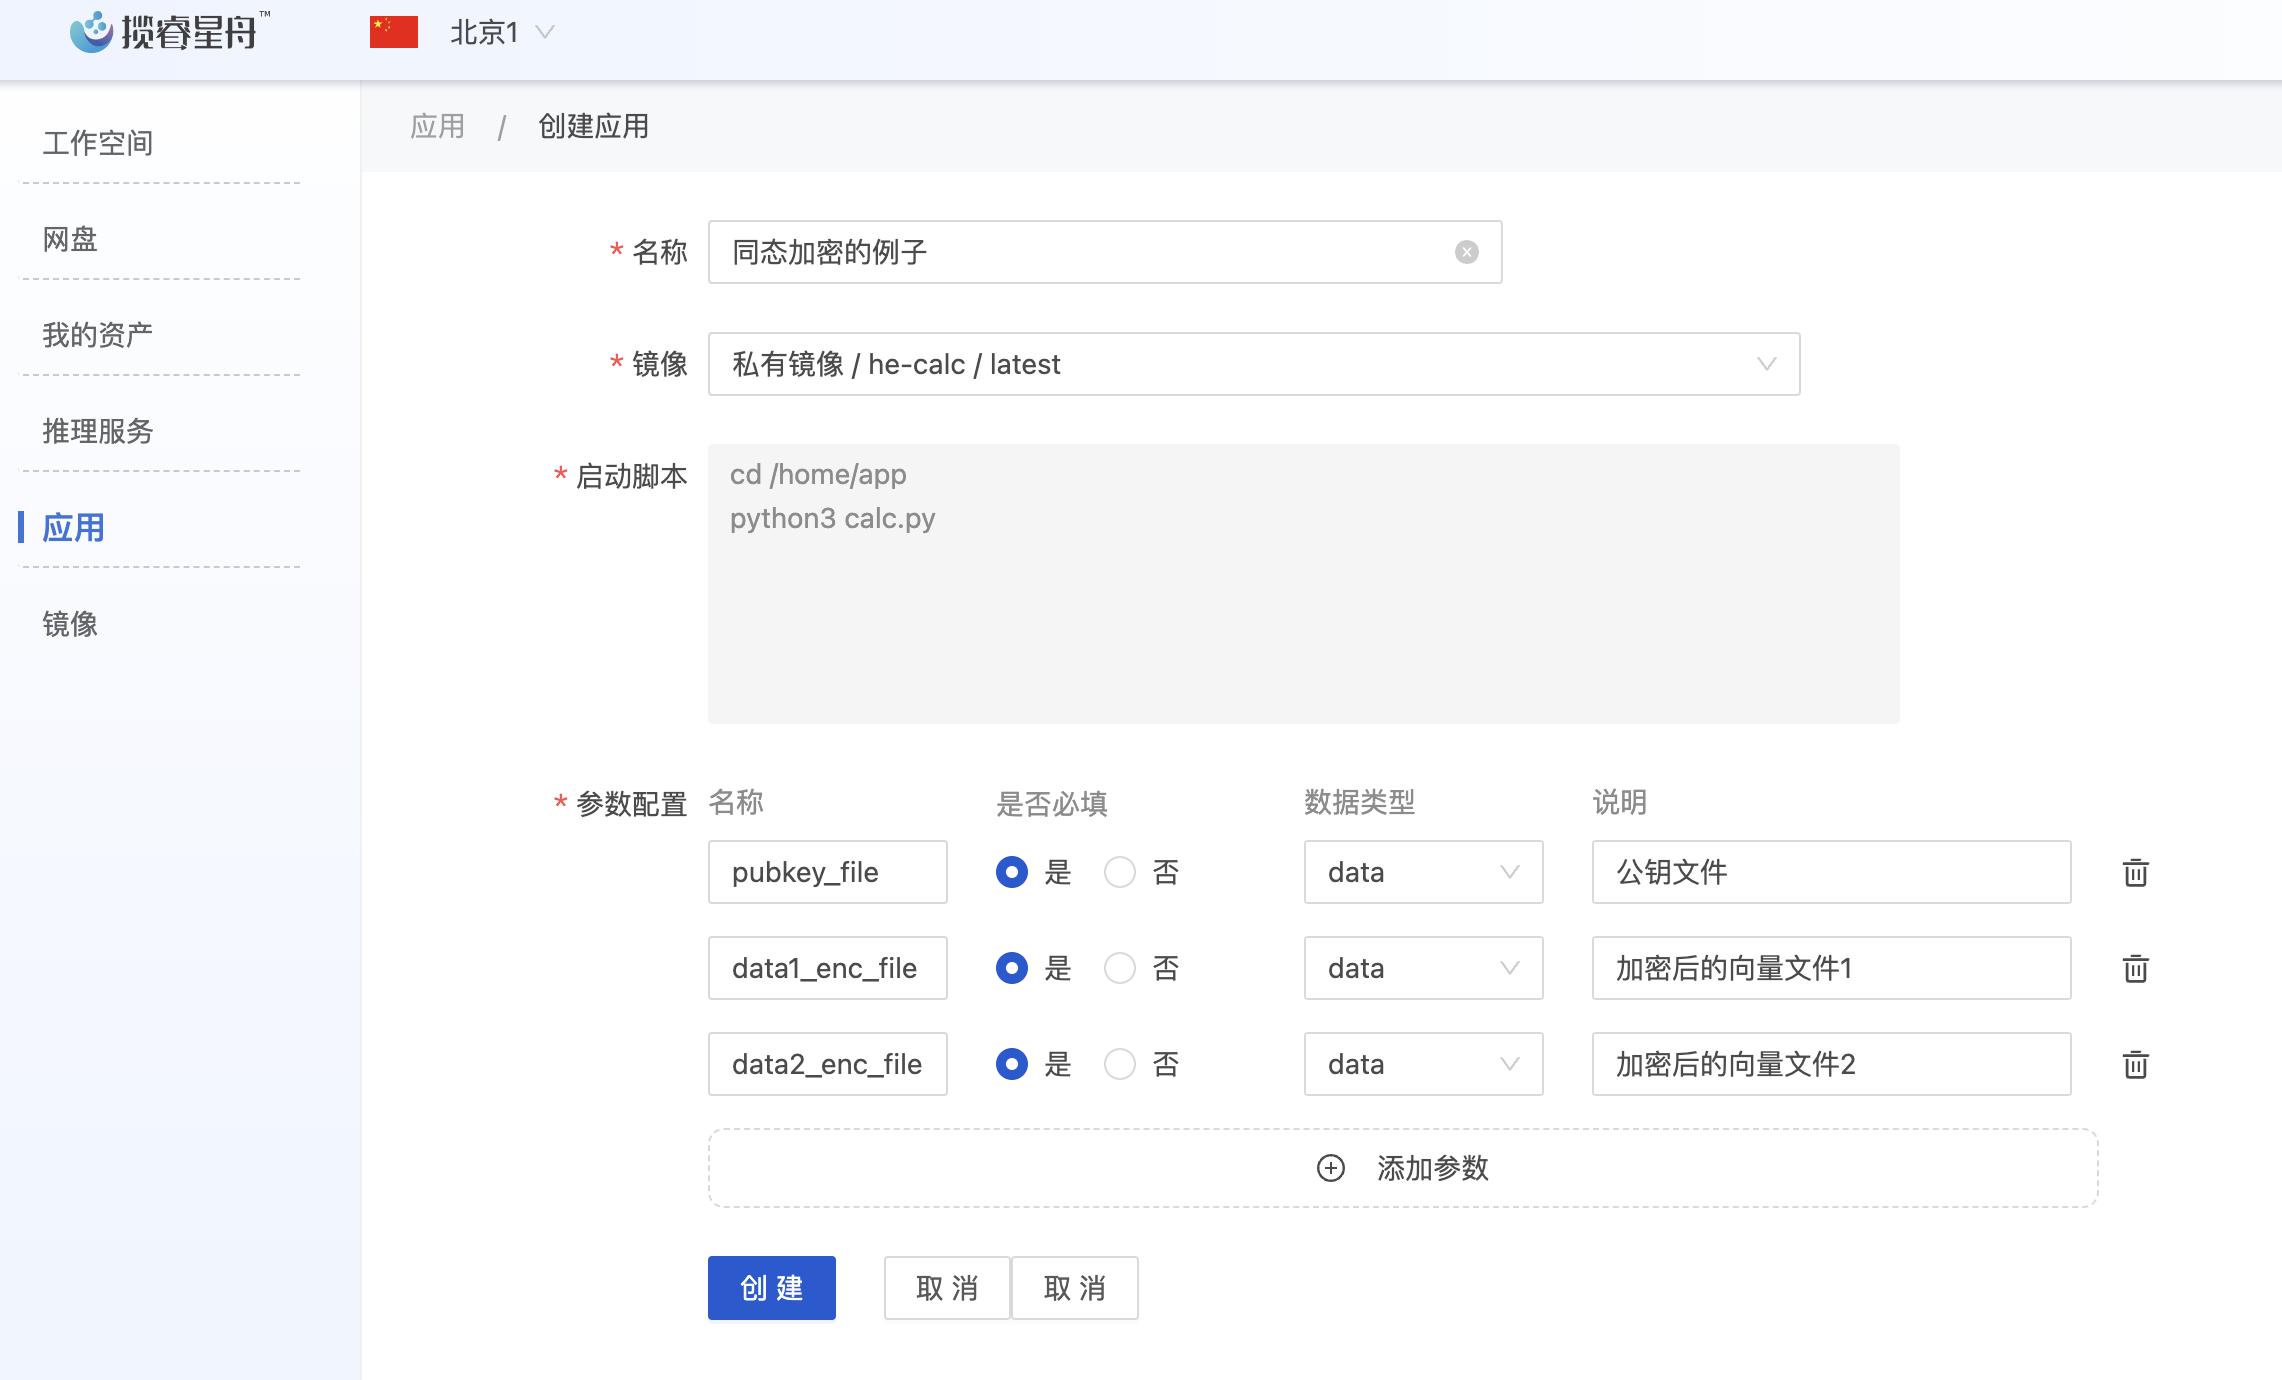 揽睿星舟™
北京1
工作空间
网盘
我的资产
推理服务
应用
镜像
应用 / 创建应用
* 名称 同态加密的例子
* 镜像 私有镜像 / he-calc / latest
* 启动脚本
cd /home/app
python3 calc.py
* 参数配置 名称 是否必填 数据类型 说明
pubkey_file 是 否 data 公钥文件
data1_enc_file 是 否 data 加密后的向量文件1
data2_enc_file 是 否 data 加密后的向量文件2
添加参数
创 建 取 消 取 消